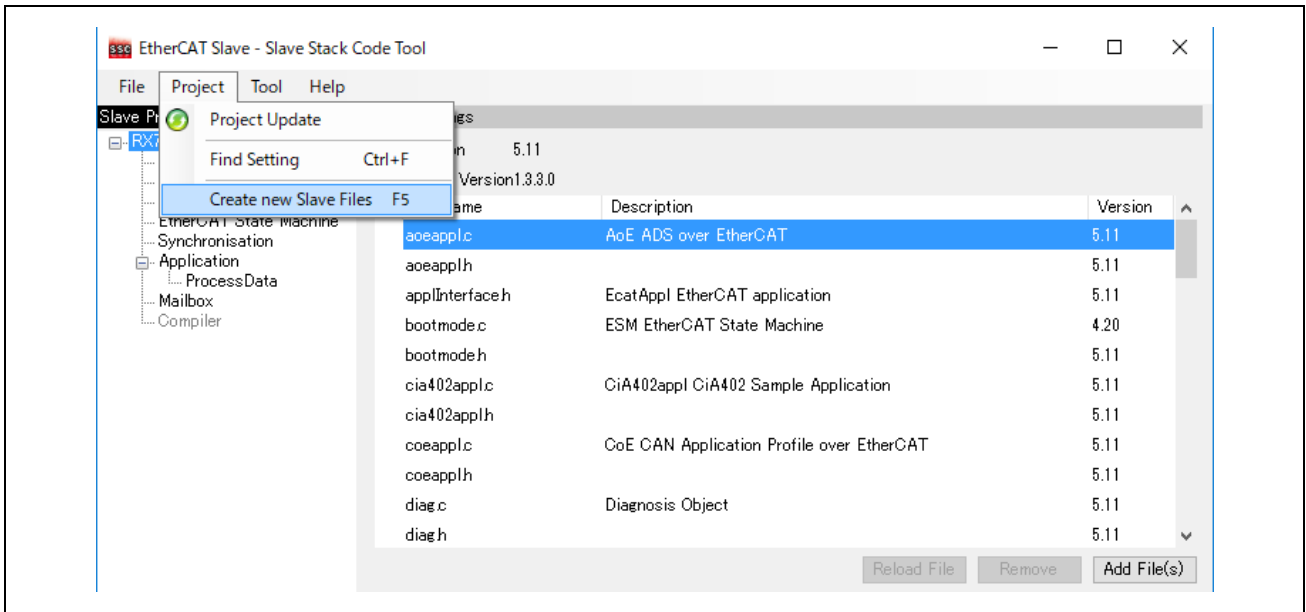 ssc EtherCAT Slave - Slave Stack Code Tool
File Project Tool Help
Slave Pr
Project Update
Find Setting Ctrl+F
Create new Slave Files F5
RX7
5.11
Version1.3.3.0
ame Description Version
EtherCAT State Machine
Synchronisation
Application
ProcessData
Mailbox
Compiler
aoeappl.c AoE ADS over EtherCAT 5.11
aoeappl.h 5.11
applInterface.h EcatAppl EtherCAT application 5.11
bootmode.c ESM EtherCAT State Machine 4.20
bootmode.h 5.11
cia402appl.c CiA402appl CiA402 Sample Application 5.11
cia402appl.h 5.11
coeappl.c CoE CAN Application Profile over EtherCAT 5.11
coeappl.h 5.11
diag.c Diagnosis Object 5.11
diag.h 5.11
Reload File Remove Add File(s)